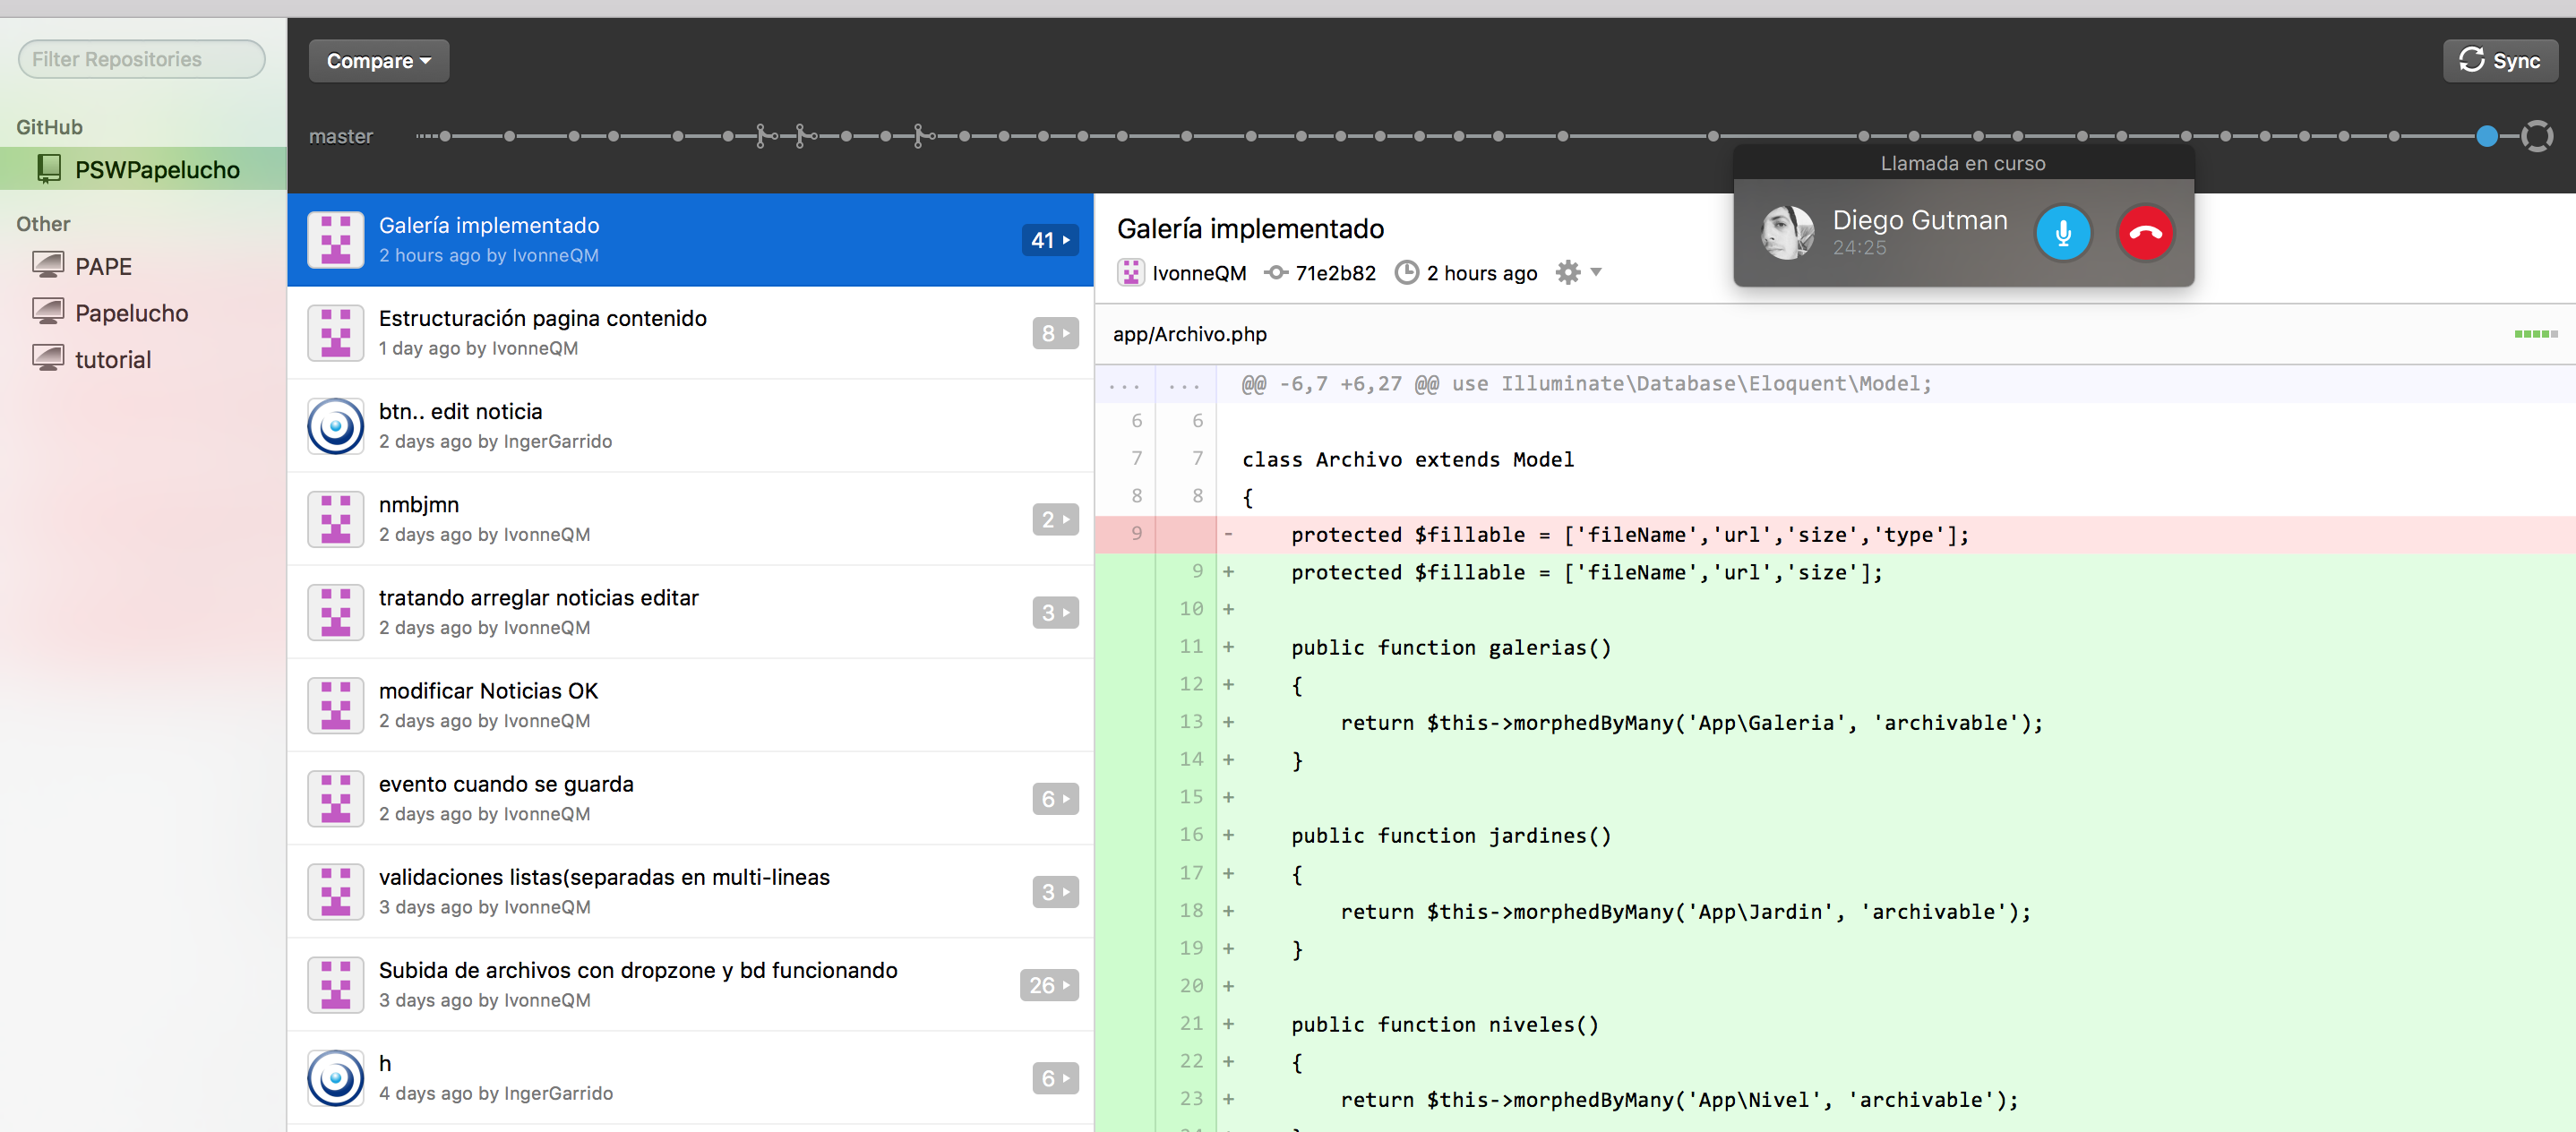 Filter Repositories
GitHub
PSWPapelucho
Other
PAPE
Papelucho
tutorial
Compare
Sync
master
Llamada en curso
Diego Gutman
24:25
Galería implementado
2 hours ago by IvonneQM
41
Estructuración pagina contenido
1 day ago by IvonneQM
8
btn.. edit noticia
2 days ago by IngerGarrido
nmbjmn
2 days ago by IvonneQM
2
tratando arreglar noticias editar
2 days ago by IvonneQM
3
modificar Noticias OK
2 days ago by IvonneQM
evento cuando se guarda
2 days ago by IvonneQM
6
validaciones listas(separadas en multi-lineas
3 days ago by IvonneQM
3
Subida de archivos con dropzone y bd funcionando
3 days ago by IvonneQM
26
h
4 days ago by IngerGarrido
6
Galería implementado
IvonneQM 71e2b82 2 hours ago
app/Archivo.php
... ... @@ -6,7 +6,27 @@ use Illuminate\Database\Eloquent\Model;
6 6
7 7 class Archivo extends Model
8 8 {
9 - protected $fillable = ['fileName','url','size','type'];
9 + protected $fillable = ['fileName','url','size'];
10 +
11 + public function galerias()
12 + {
13 + return $this->morphedByMany('App\Galeria', 'archivable');
14 + }
15 +
16 + public function jardines()
17 + {
18 + return $this->morphedByMany('App\Jardin', 'archivable');
19 + }
20 +
21 + public function niveles()
22 + {
23 + return $this->morphedByMany('App\Nivel', 'archivable');